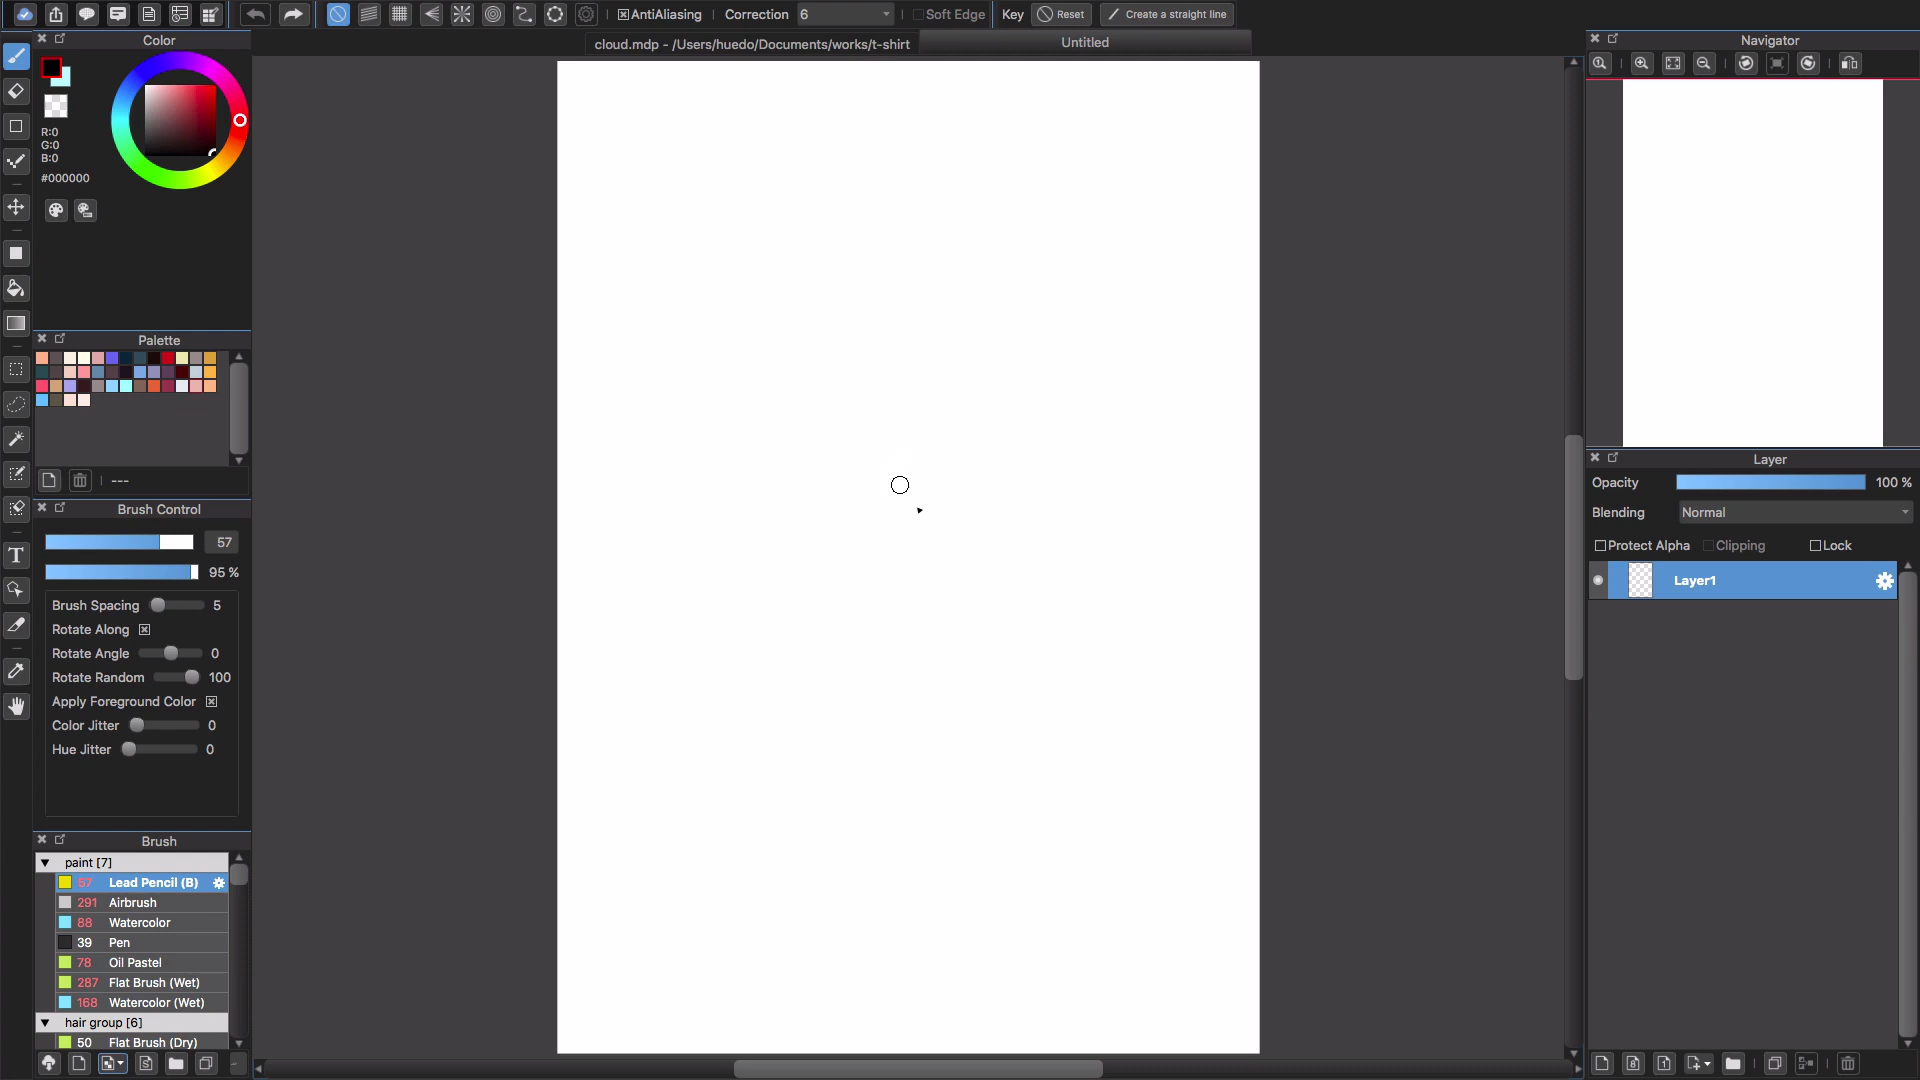 AntiAliasing Correction 6 Soft Edge Key Reset Create a straight line
cloud.mdp - /Users/huedo/Documents/works/t-shirt
Untitled
Color
R:0
G:0
B:0
#000000
Palette
---
Brush Control
57
95 %
Brush Spacing 5
Rotate Along
Rotate Angle 0
Rotate Random 100
Apply Foreground Color
Color Jitter 0
Hue Jitter 0
Brush
paint [7]
57 Lead Pencil (B)
291 Airbrush
88 Watercolor
39 Pen
78 Oil Pastel
287 Flat Brush (Wet)
168 Watercolor (Wet)
hair group [6]
50 Flat Brush (Dry)
Navigator
Layer
Opacity 100 %
Blending Normal
Protect Alpha Clipping Lock
Layer1